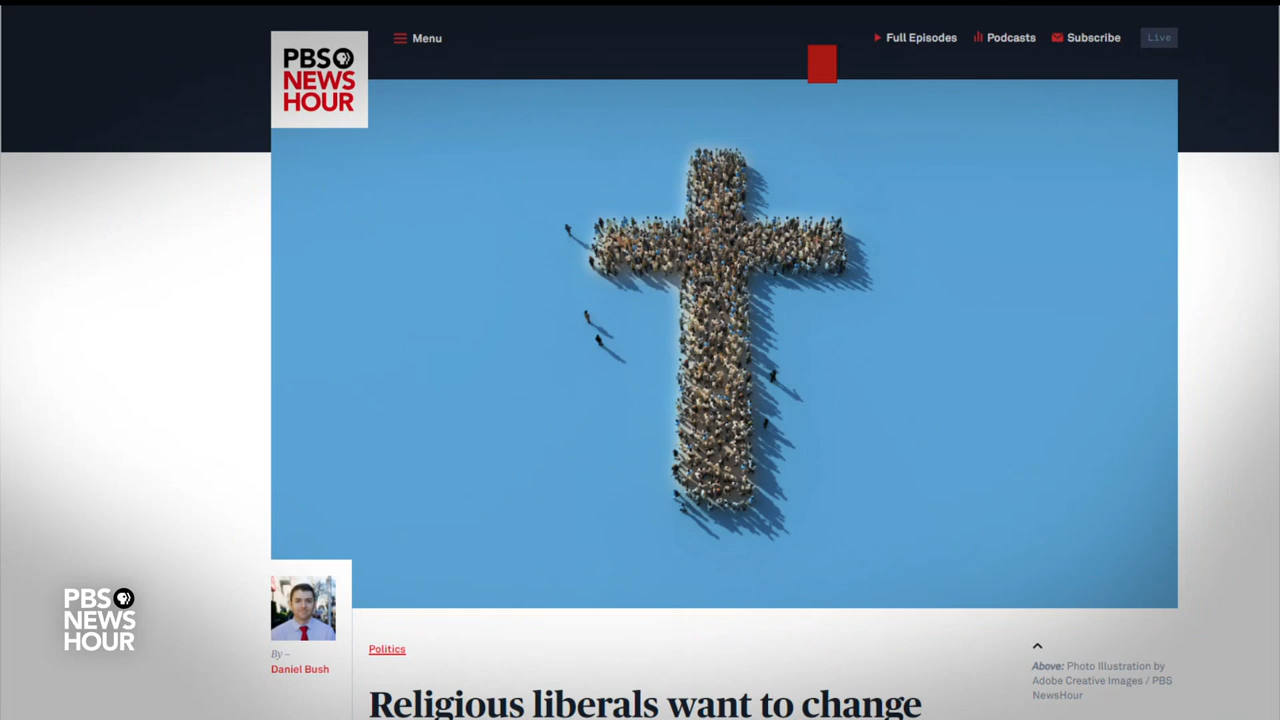 PBS
NEWS
HOUR
Menu
Full Episodes
Podcasts
Subscribe
Live
PBS
NEWS
HOUR
By –
Daniel Bush
Politics
Religious liberals want to change
Above: Photo Illustration by
Adobe Creative Images / PBS
NewsHour